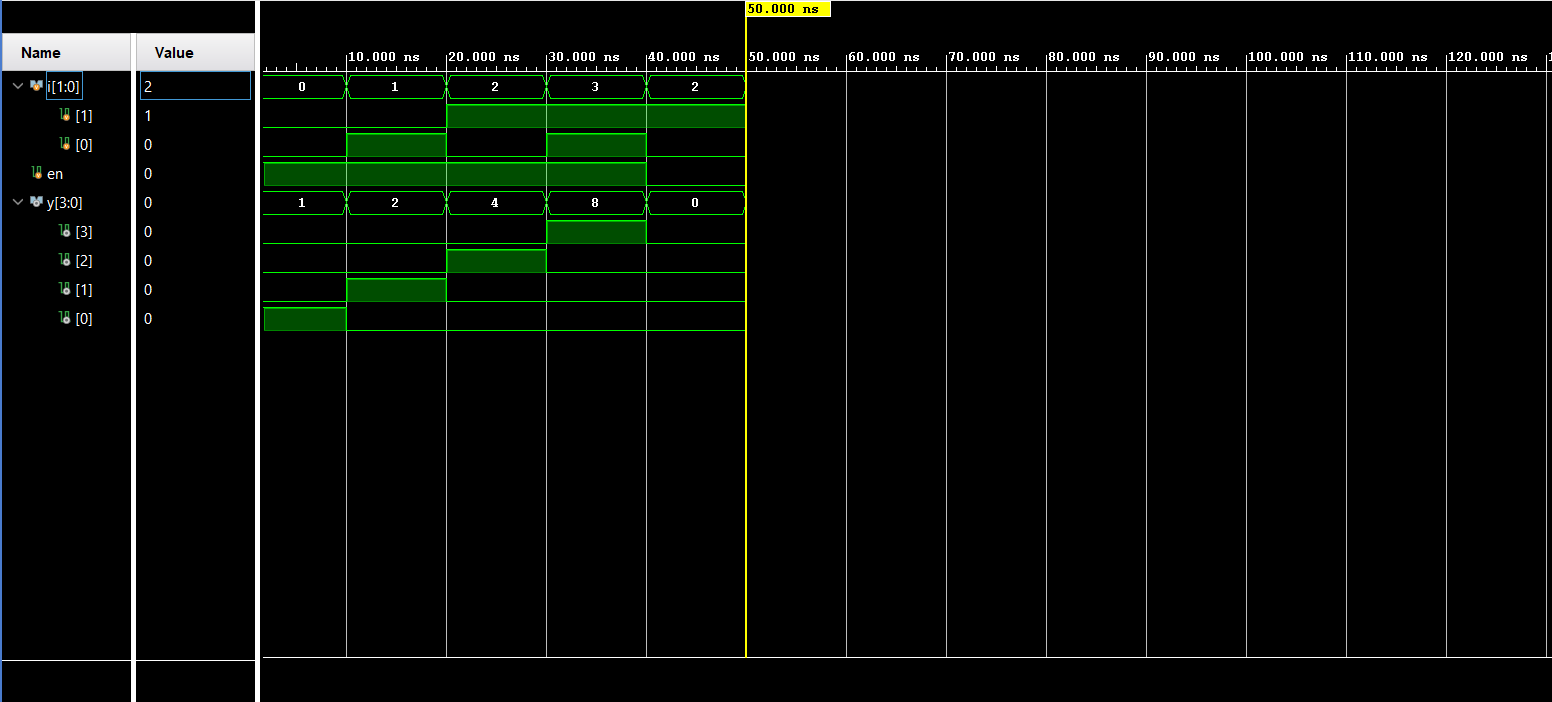 50.000 ns
Name Value
10.000 ns 20.000 ns 30.000 ns 40.000 ns 50.000 ns 60.000 ns 70.000 ns 80.000 ns 90.000 ns 100.000 ns 110.000 ns 120.000 ns
i[1:0] 2 0 1 2 3 2
[1] 1
[0] 0
en 0
y[3:0] 0 1 2 4 8 0
[3] 0
[2] 0
[1] 0
[0] 0